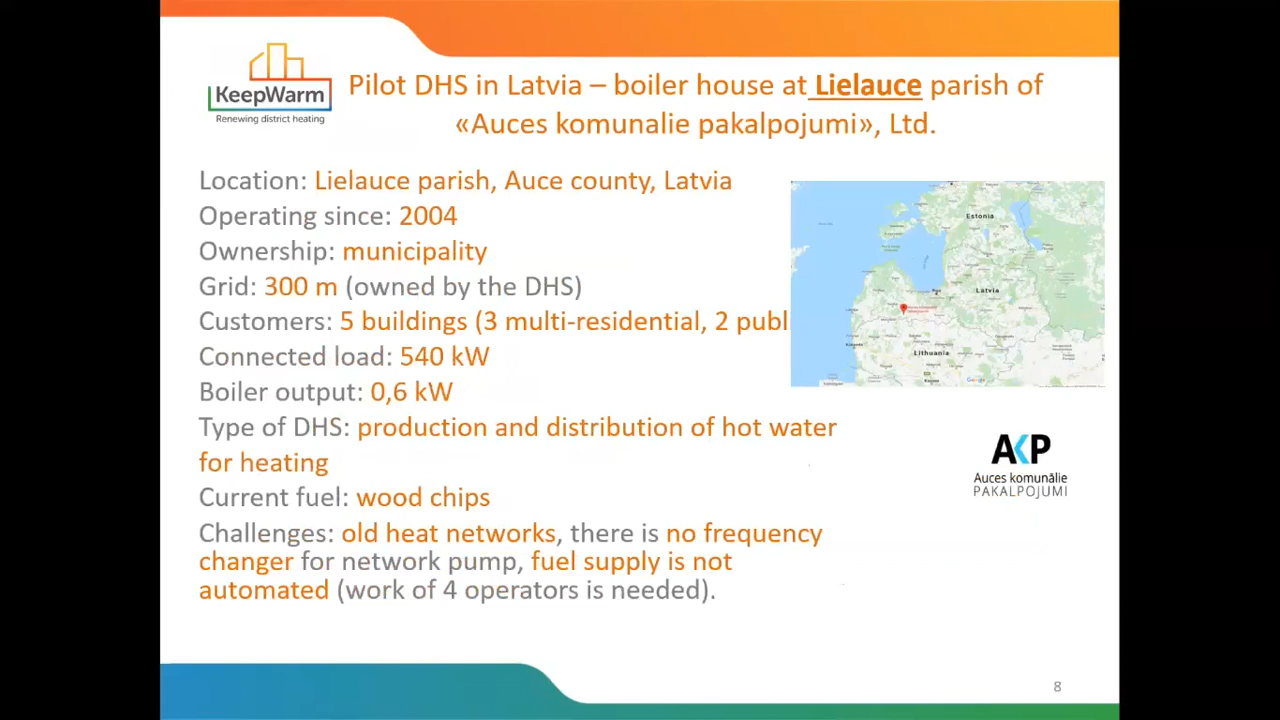 KeepWarm
Renewing district heating
Pilot DHS in Latvia – boiler house at Lielauce parish of
«Auces komunalie pakalpojumi», Ltd.
Location: Lielauce parish, Auce county, Latvia
Operating since: 2004
Ownership: municipality
Grid: 300 m (owned by the DHS)
Customers: 5 buildings (3 multi-residential, 2 publ
Connected load: 540 kW
Boiler output: 0,6 kW
Type of DHS: production and distribution of hot water
for heating
Current fuel: wood chips
Challenges: old heat networks, there is no frequency
changer for network pump, fuel supply is not
automated (work of 4 operators is needed).
Estonia
Latvia
Lithuania
Google
AKP
Auces komunālie
PAKALPOJUMI
8